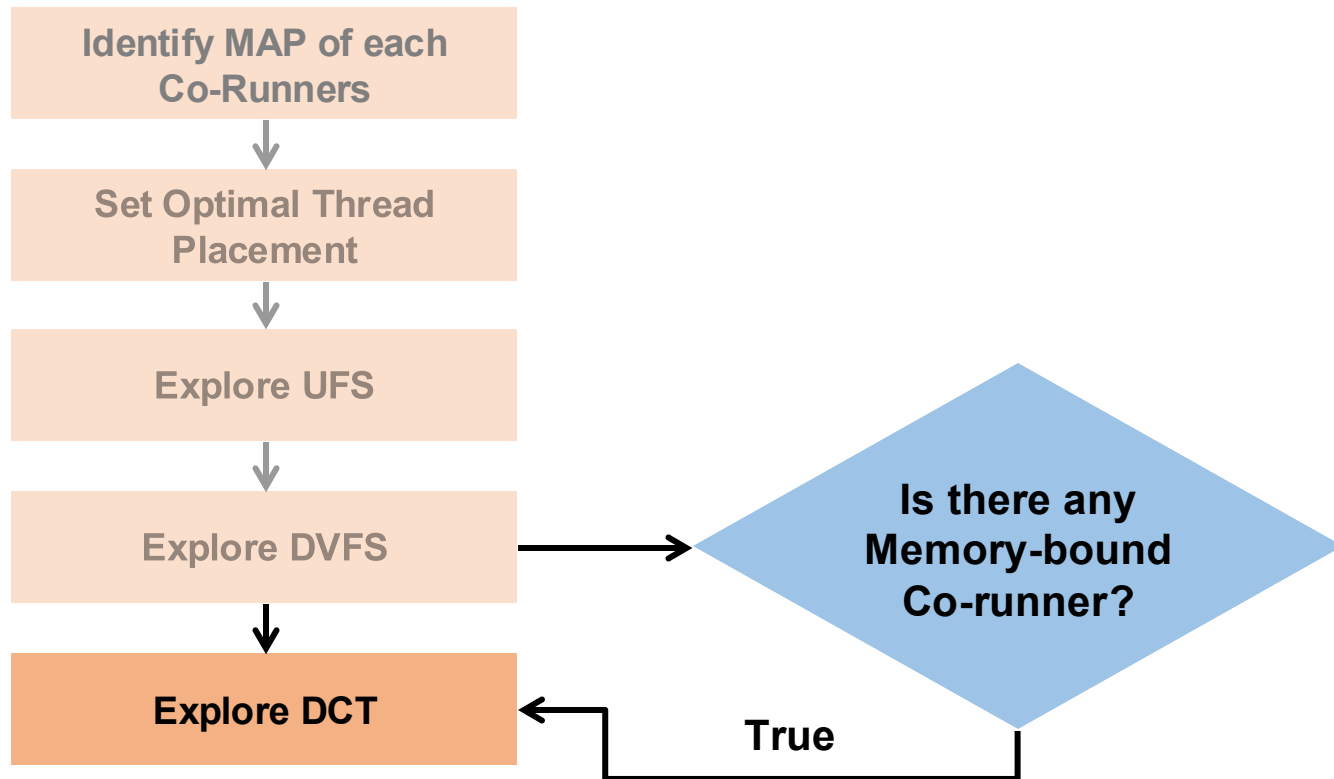 Identify MAP of each
Co-Runners
Set Optimal Thread
Placement
Explore UFS
Explore DVFS
Is there any
Memory-bound
Co-runner?
Explore DCT
True